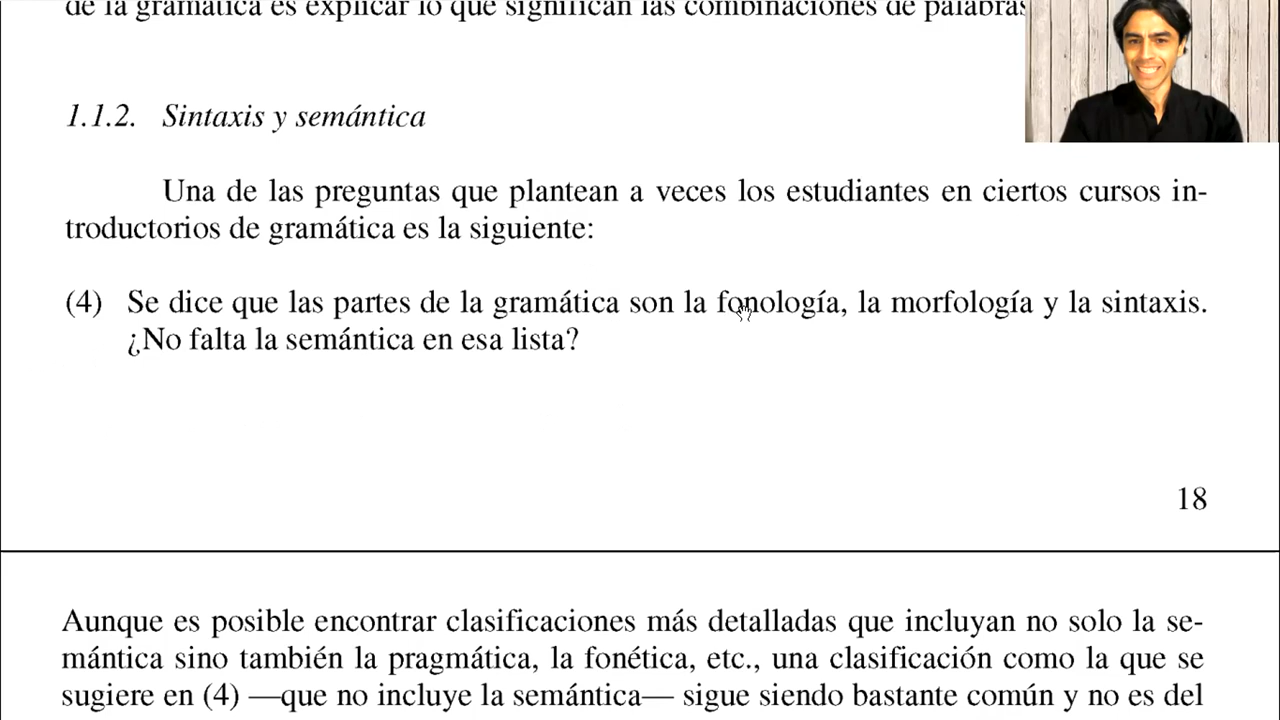 de la gramática es explicar lo que significan las combinaciones de palabras
1.1.2. Sintaxis y semántica
Una de las preguntas que plantean a veces los estudiantes en ciertos cursos in-
troductorios de gramática es la siguiente:
(4) Se dice que las partes de la gramática son la fonología, la morfología y la sintaxis.
¿No falta la semántica en esa lista?
18
Aunque es posible encontrar clasificaciones más detalladas que incluyan no solo la se-
mántica sino también la pragmática, la fonética, etc., una clasificación como la que se
sugiere en (4) —que no incluye la semántica— sigue siendo bastante común y no es del